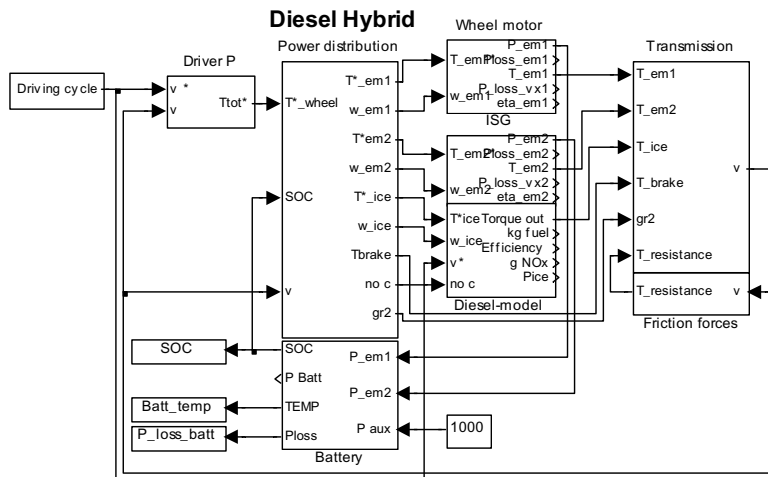 Diesel Hybrid
Driving cycle
Driver P
v *
v
Ttot*
Power distribution
T*_wheel
SOC
v
T*_em1
w_em1
T*em2
w_em2
T*_ice
w_ice
Tbrake
no c
gr2
Wheel motor
T_em1*
w_em1
P_em1
Ploss_em1
T_em1
P_loss_vx1
eta_em1
ISG
T_em2*
w_em2
P_em2
Ploss_em2
T_em2
P_loss_vx2
eta_em2
T*ice
w_ice
v*
no c
Torque out
kg fuel
Efficiency
g NOx
Pice
Diesel-model
Transmission
T_em1
T_em2
T_ice
T_brake
gr2
T_resistance
v
T_resistance
v
Friction forces
SOC
Batt_temp
P_loss_batt
SOC
P Batt
TEMP
Ploss
P_em1
P_em2
P aux
Battery
1000